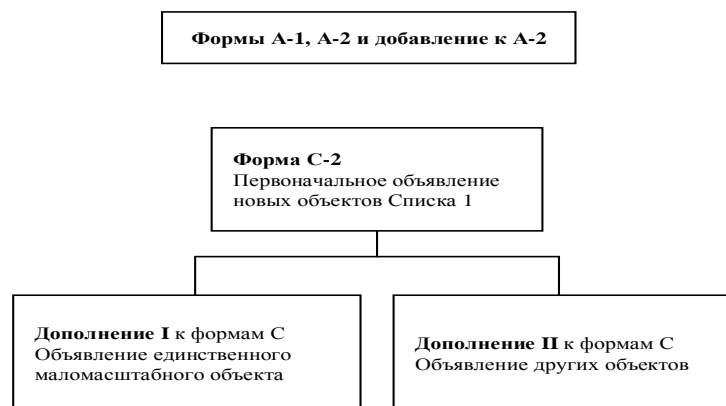 Формы А-1, А-2 и добавление к А-2
Форма С-2
Первоначальное объявление
новых объектов Списка 1
Дополнение I к формам С
Объявление единственного
маломасштабного объекта
Дополнение II к формам С
Объявление других объектов